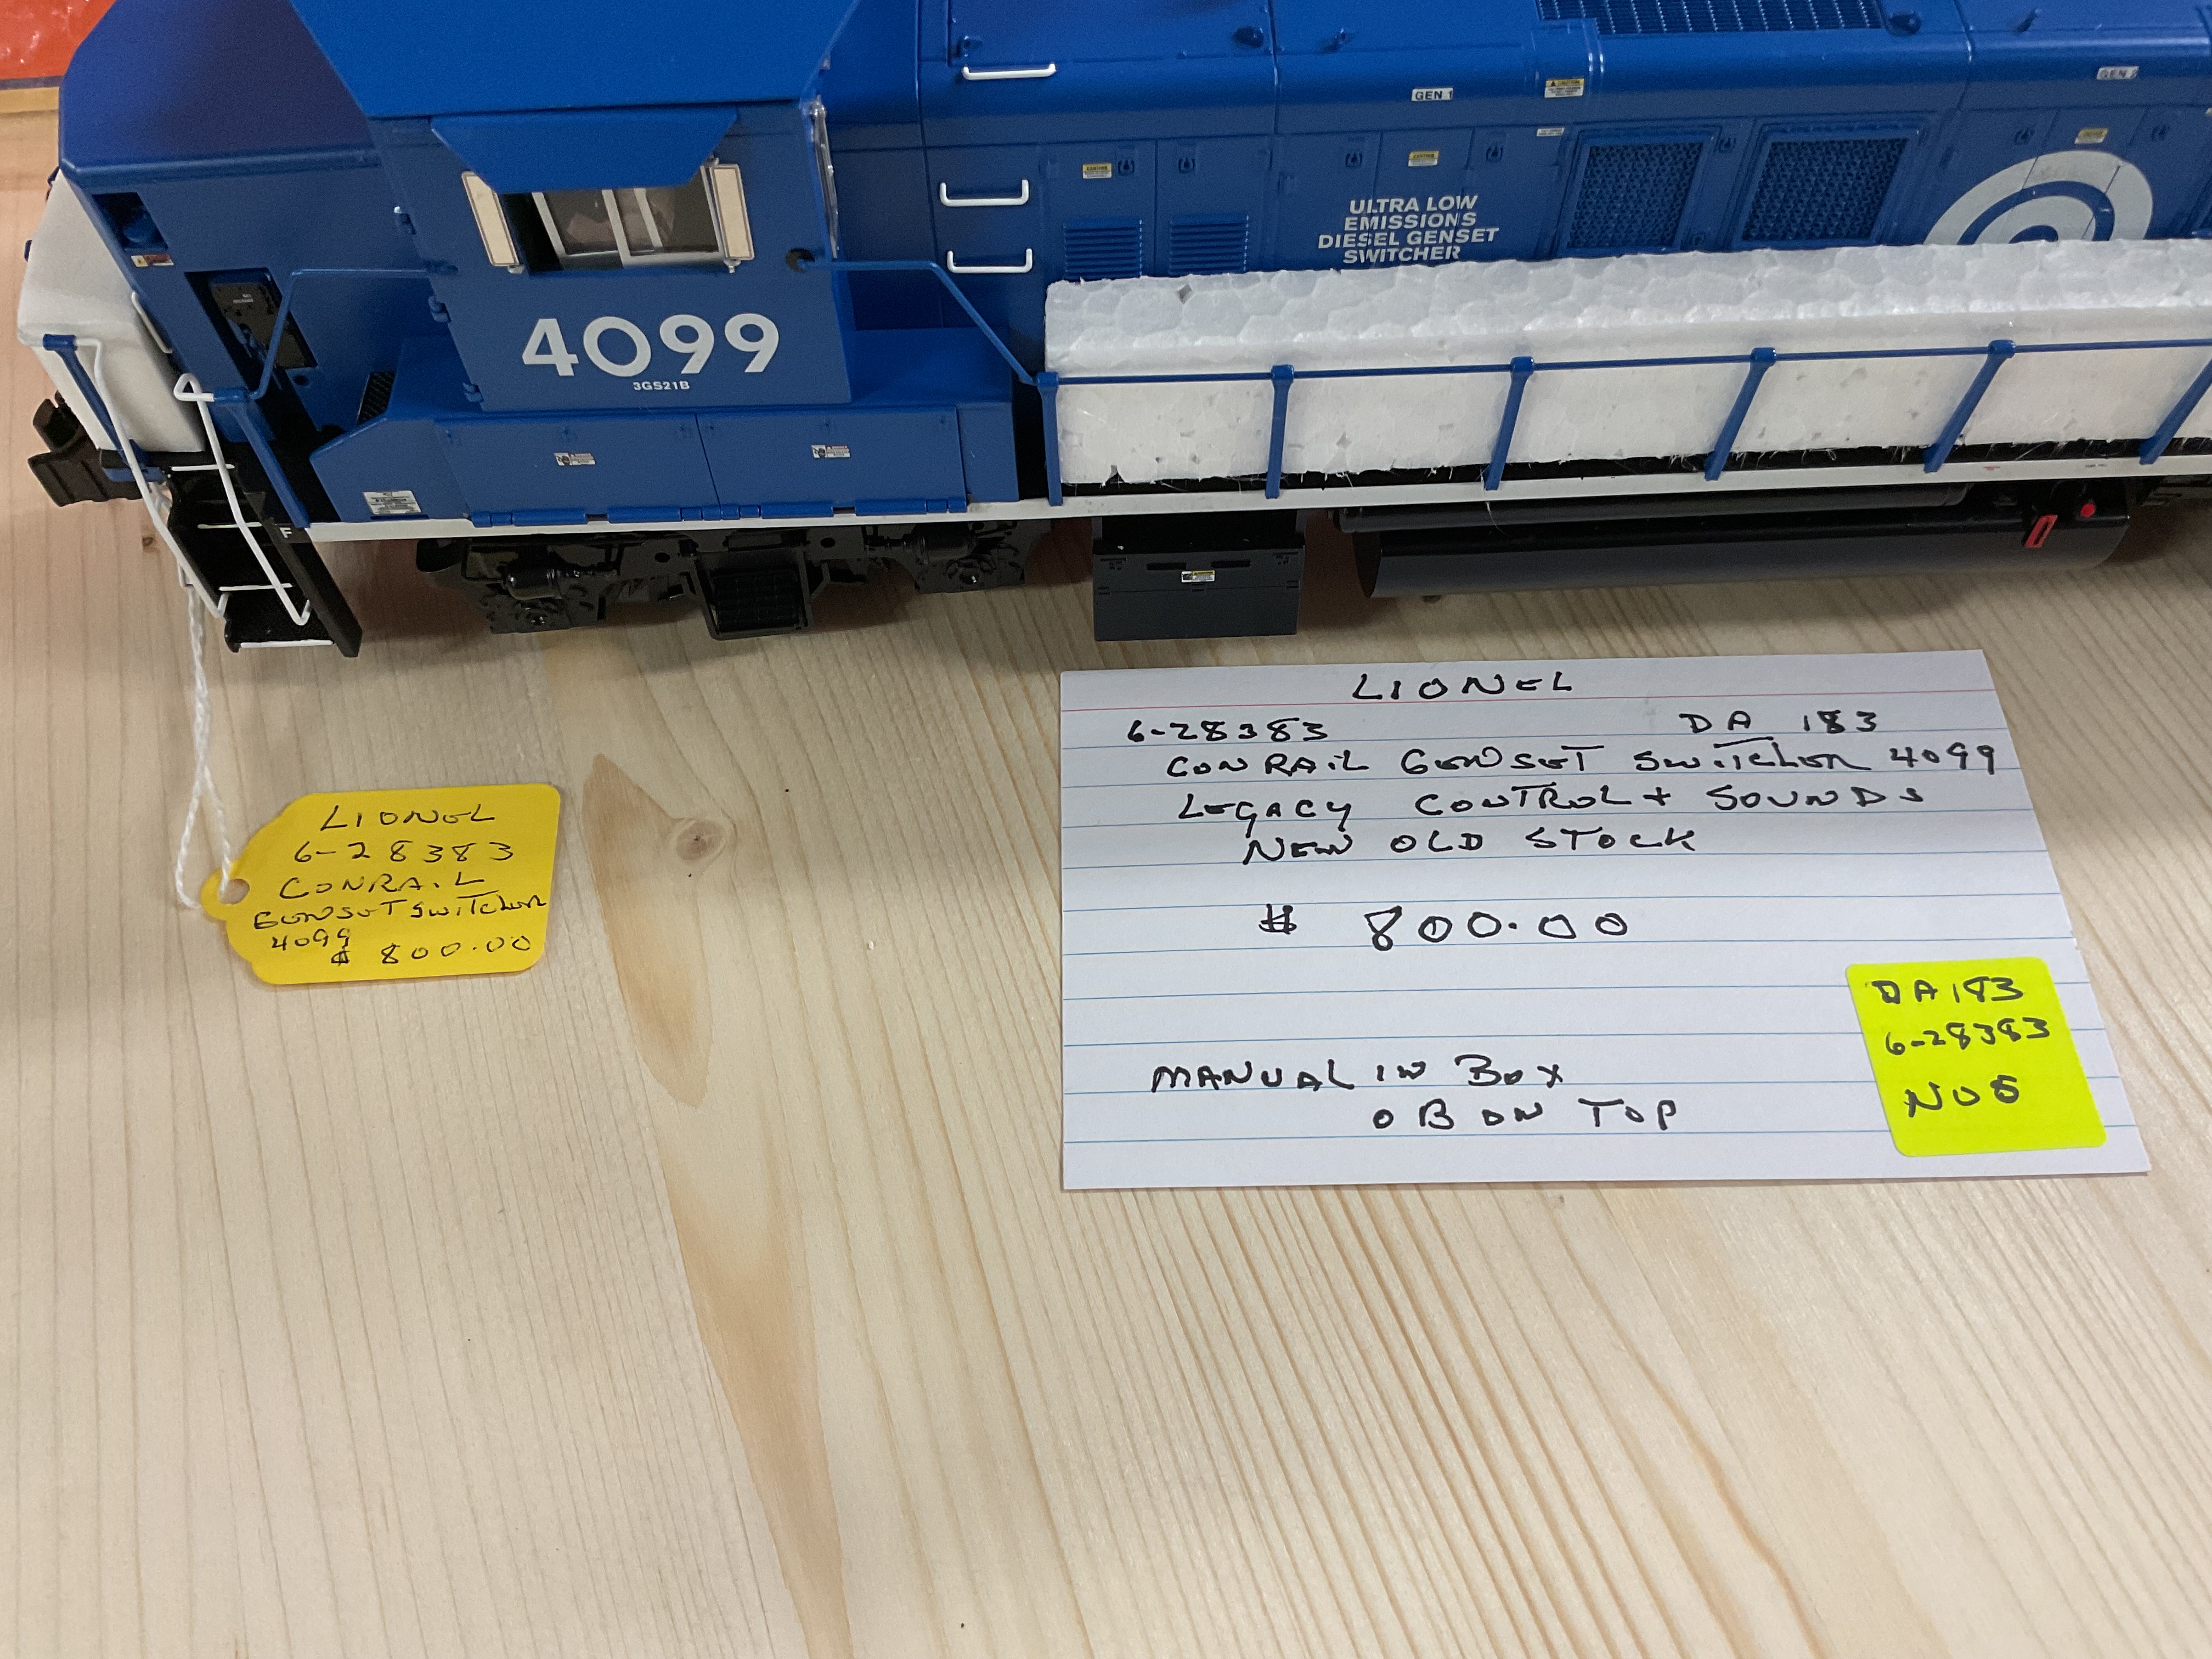 GEN 1
GEN 2
ULTRA LOW
EMISSIONS
DIESEL GENSET
SWITCHER
4099
3GS21B
F
LIONEL
6-28383 DA 183
CONRAIL GENSET SWITCHER 4099
LEGACY CONTROL + SOUNDS
NEW OLD STOCK
$ 800.00
MANUAL IN BOX
OB ON TOP
DA 183
6-28383
NOS
LIONEL
6-28383
CONRAIL
GENSET SWITCHER
4099
$ 800.00